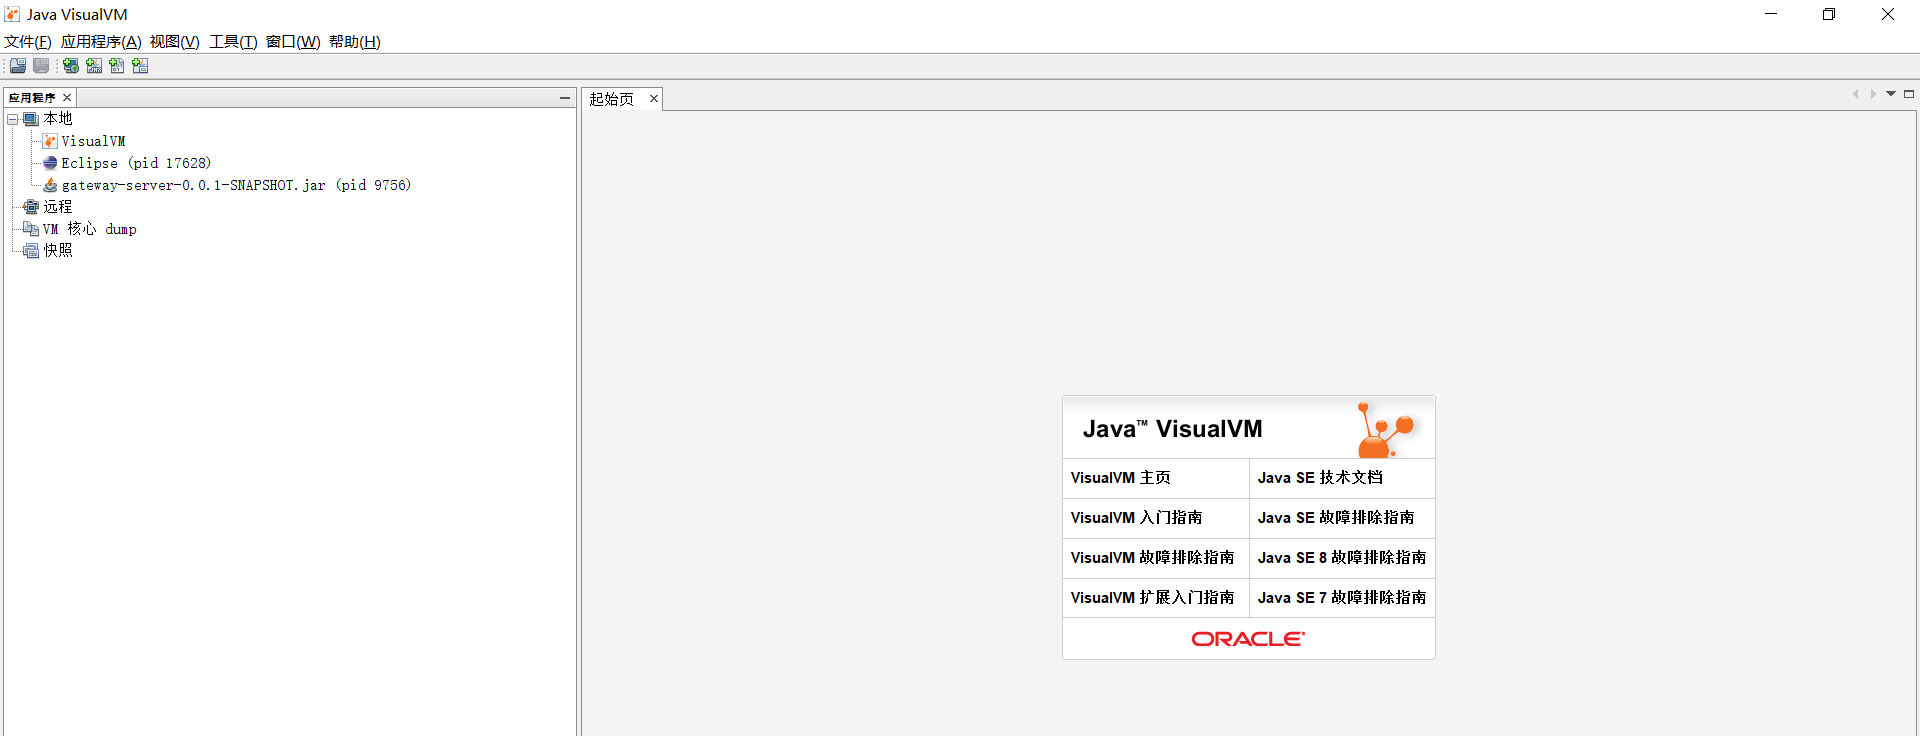 Java VisualVM
文件(F) 应用程序(A) 视图(V) 工具(T) 窗口(W) 帮助(H)
应用程序
起始页
本地
VisualVM
Eclipse (pid 17628)
gateway-server-0.0.1-SNAPSHOT.jar (pid 9756)
远程
VM 核心 dump
快照
Java™ VisualVM
VisualVM 主页
Java SE 技术文档
VisualVM 入门指南
Java SE 故障排除指南
VisualVM 故障排除指南
Java SE 8 故障排除指南
VisualVM 扩展入门指南
Java SE 7 故障排除指南
ORACLE